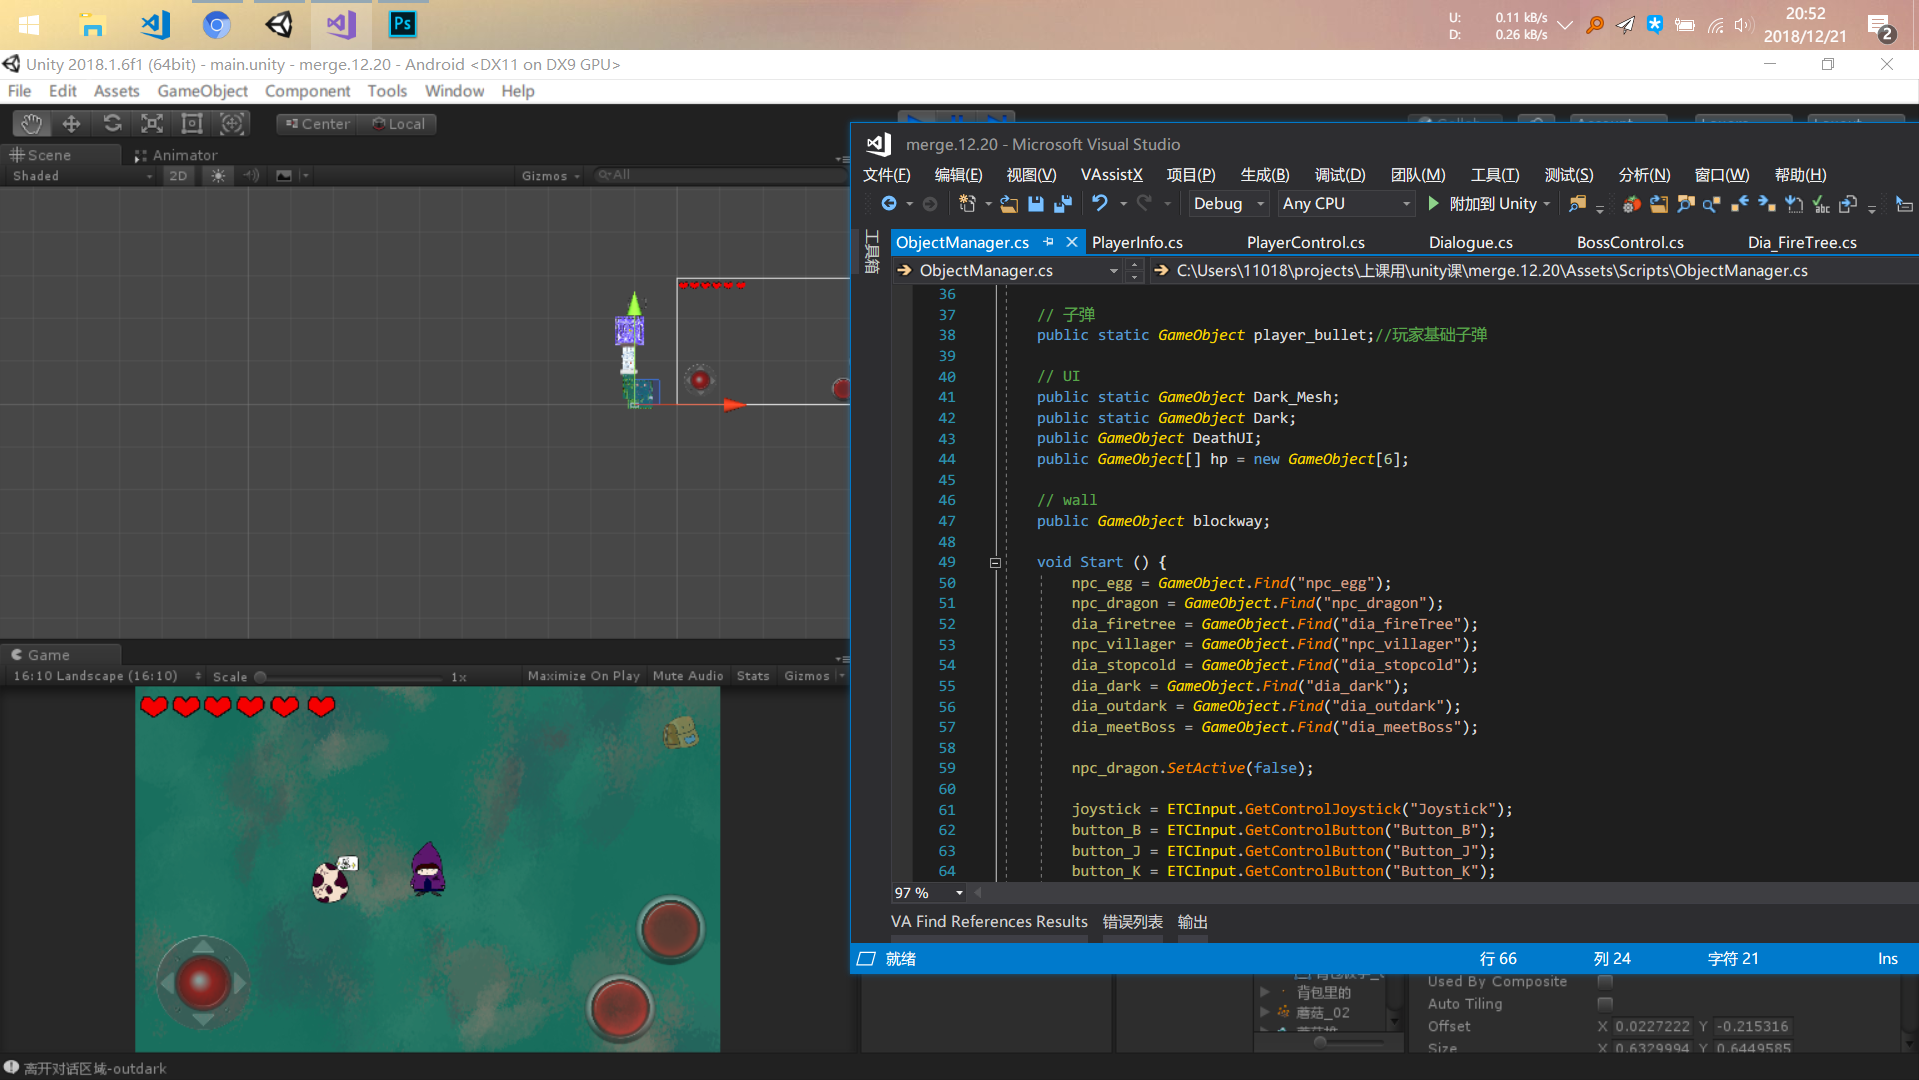 Ps
U: 0.11 kB/s
D: 0.26 kB/s
20:52
2018/12/21
2
Unity 2018.1.6f1 (64bit) - main.unity - merge.12.20 - Android <DX11 on DX9 GPU>
File Edit Assets GameObject Component Tools Window Help
Center Local
Scene Animator
Shaded 2D Gizmos All
merge.12.20 - Microsoft Visual Studio
文件(F) 编辑(E) 视图(V) VAssistX 项目(P) 生成(B) 调试(D) 团队(M) 工具(T) 测试(S) 分析(N) 窗口(W) 帮助(H)
Debug Any CPU 附加到 Unity
工具箱
ObjectManager.cs PlayerInfo.cs PlayerControl.cs Dialogue.cs BossControl.cs Dia_FireTree.cs
ObjectManager.cs C:\Users\11018\projects\上课用\unity课\merge.12.20\Assets\Scripts\ObjectManager.cs
36
37 // 子弹
38 public static GameObject player_bullet;//玩家基础子弹
39
40 // UI
41 public static GameObject Dark_Mesh;
42 public static GameObject Dark;
43 public GameObject DeathUI;
44 public GameObject[] hp = new GameObject[6];
45
46 // wall
47 public GameObject blockway;
48
49 void Start () {
50 npc_egg = GameObject.Find("npc_egg");
51 npc_dragon = GameObject.Find("npc_dragon");
52 dia_firetree = GameObject.Find("dia_fireTree");
53 npc_villager = GameObject.Find("npc_villager");
54 dia_stopcold = GameObject.Find("dia_stopcold");
55 dia_dark = GameObject.Find("dia_dark");
56 dia_outdark = GameObject.Find("dia_outdark");
57 dia_meetBoss = GameObject.Find("dia_meetBoss");
58
59 npc_dragon.SetActive(false);
60
61 joystick = ETCInput.GetControlJoystick("Joystick");
62 button_B = ETCInput.GetControlButton("Button_B");
63 button_J = ETCInput.GetControlButton("Button_J");
64 button_K = ETCInput.GetControlButton("Button_K");
97 %
VA Find References Results 错误列表 输出
就绪 行 66 列 24 字符 21 Ins
Game
16:10 Landscape (16:10) Scale 1x Maximize On Play Mute Audio Stats Gizmos
背包里的
蘑菇_02
Used By Composite
Auto Tiling
Offset X 0.0227222 Y -0.215316
Size X 0.6329994 Y 0.6449585
离开对话区域-outdark